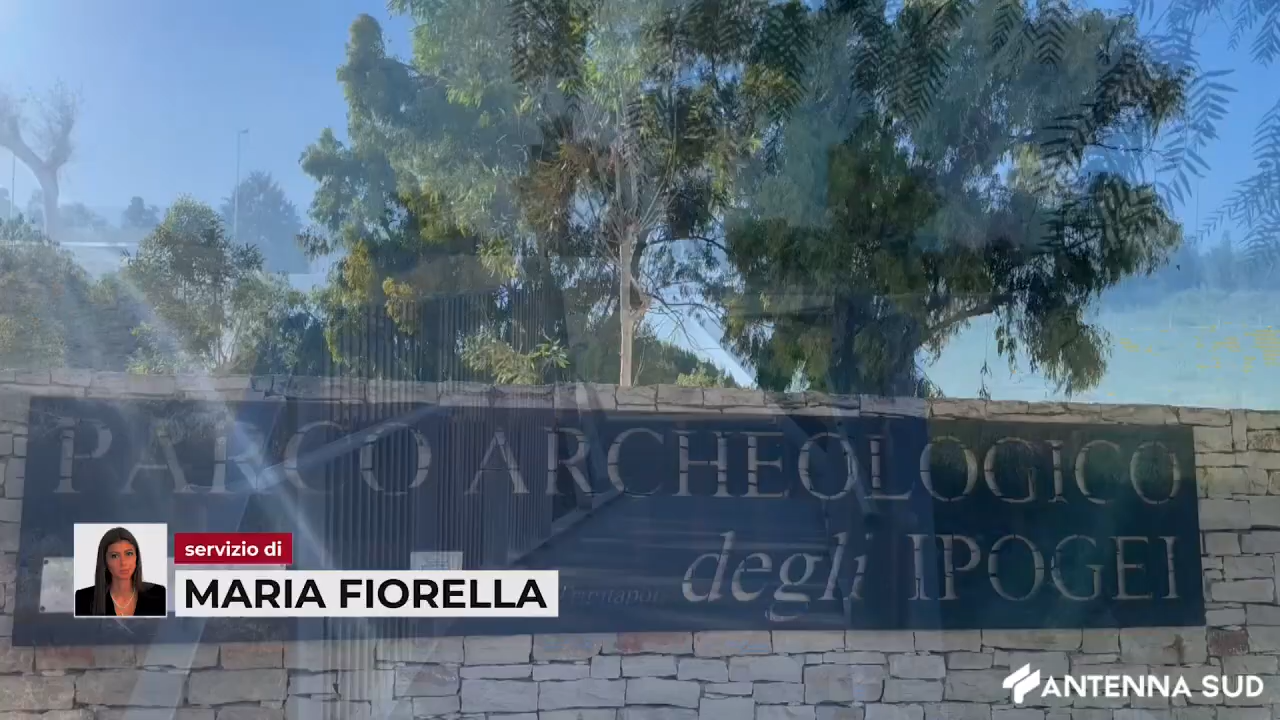 PARCO ARCHEOLOGICO
degli IPOGEI
servizio di
MARIA FIORELLA
ANTENNA SUD